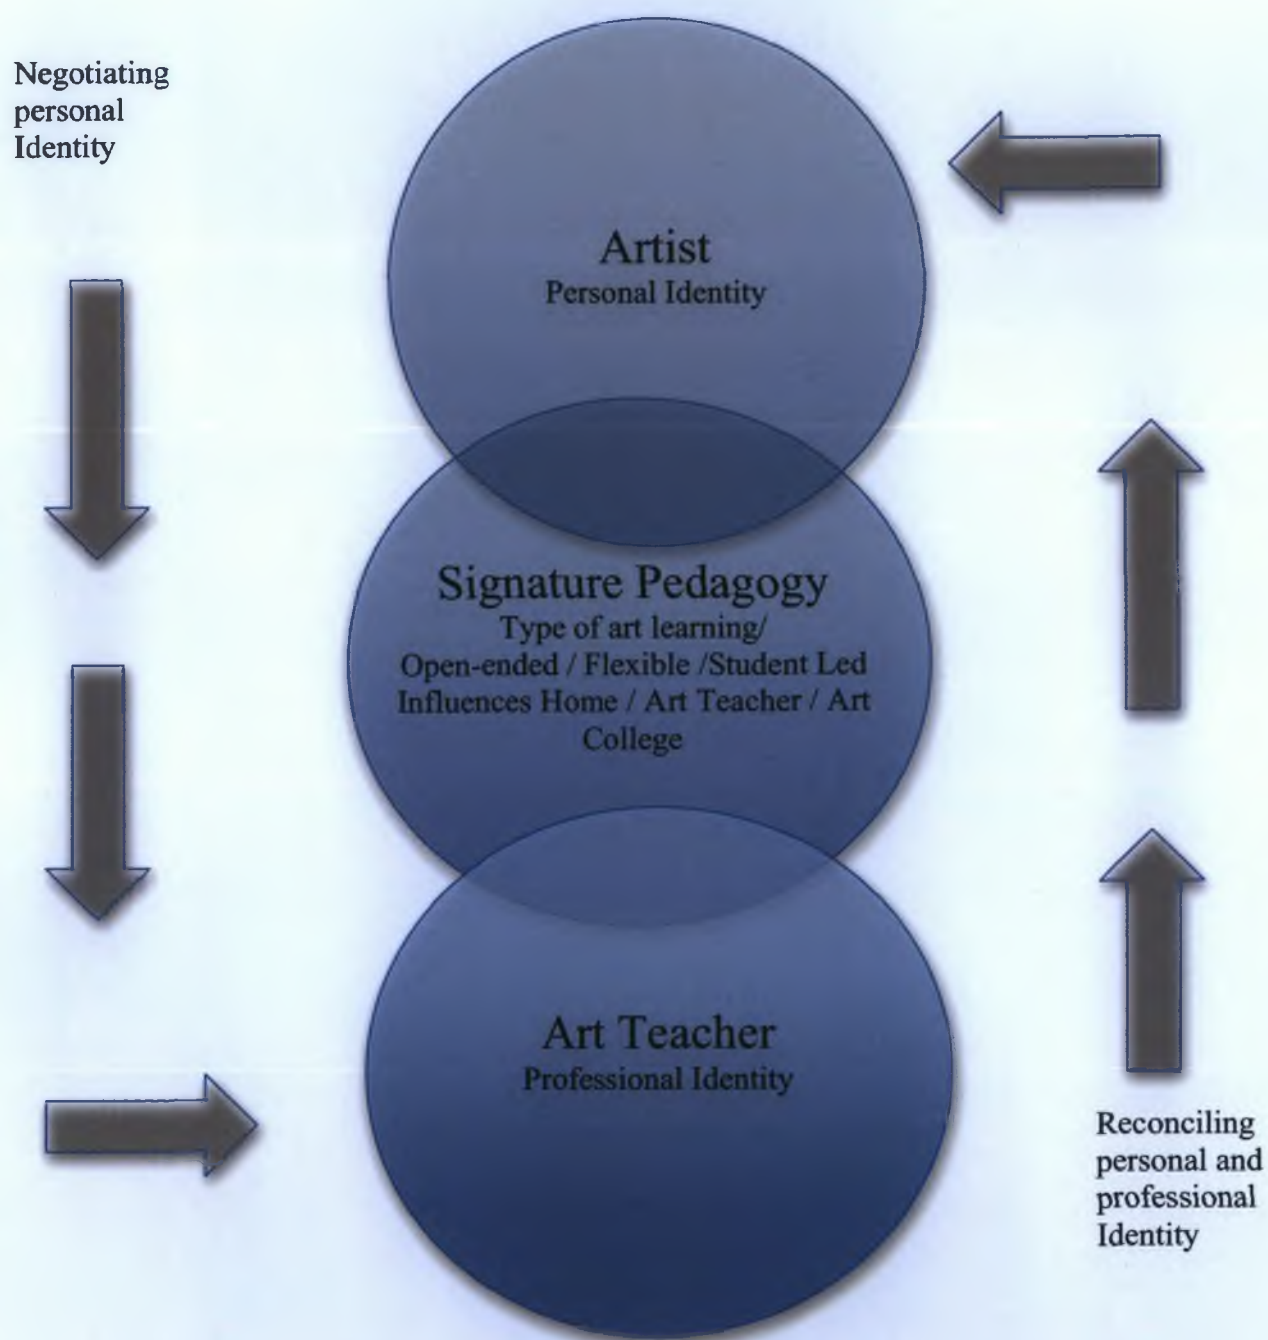 Negotiating
personal
Identity
Artist
Personal Identity
Signature Pedagogy
Type of art learning/
Open-ended / Flexible /Student Led
Influences Home / Art Teacher / Art
College
Art Teacher
Professional Identity
Reconciling
personal and
professional
Identity